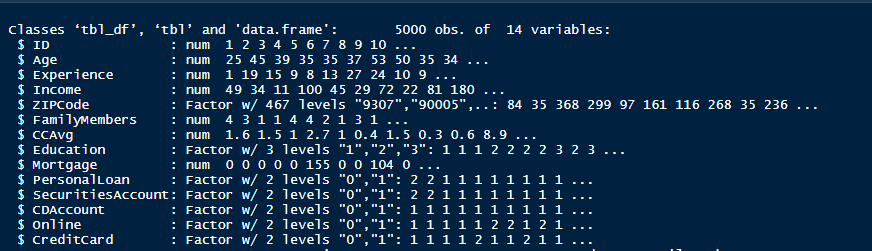 Classes ‘tbl_df’, ‘tbl’ and 'data.frame':	5000 obs. of  14 variables:
 $ ID               : num  1 2 3 4 5 6 7 8 9 10 ...
 $ Age              : num  25 45 39 35 35 37 53 50 35 34 ...
 $ Experience       : num  1 19 15 9 8 13 27 24 10 9 ...
 $ Income           : num  49 34 11 100 45 29 72 22 81 180 ...
 $ ZIPCode          : Factor w/ 467 levels "9307","90005",..: 84 35 368 299 97 161 116 268 35 236 ...
 $ FamilyMembers    : num  4 3 1 1 4 4 2 1 3 1 ...
 $ CCAvg            : num  1.6 1.5 1 2.7 1 0.4 1.5 0.3 0.6 8.9 ...
 $ Education        : Factor w/ 3 levels "1","2","3": 1 1 1 2 2 2 2 3 2 3 ...
 $ Mortgage         : num  0 0 0 0 0 155 0 0 104 0 ...
 $ PersonalLoan     : Factor w/ 2 levels "0","1": 2 2 1 1 1 1 1 1 1 1 ...
 $ SecuritiesAccount: Factor w/ 2 levels "0","1": 2 2 1 1 1 1 1 1 1 1 ...
 $ CDAccount        : Factor w/ 2 levels "0","1": 1 1 1 1 1 1 1 1 1 1 ...
 $ Online           : Factor w/ 2 levels "0","1": 1 1 1 1 1 2 2 1 2 1 ...
 $ CreditCard       : Factor w/ 2 levels "0","1": 1 1 1 1 2 1 1 2 1 1 ...